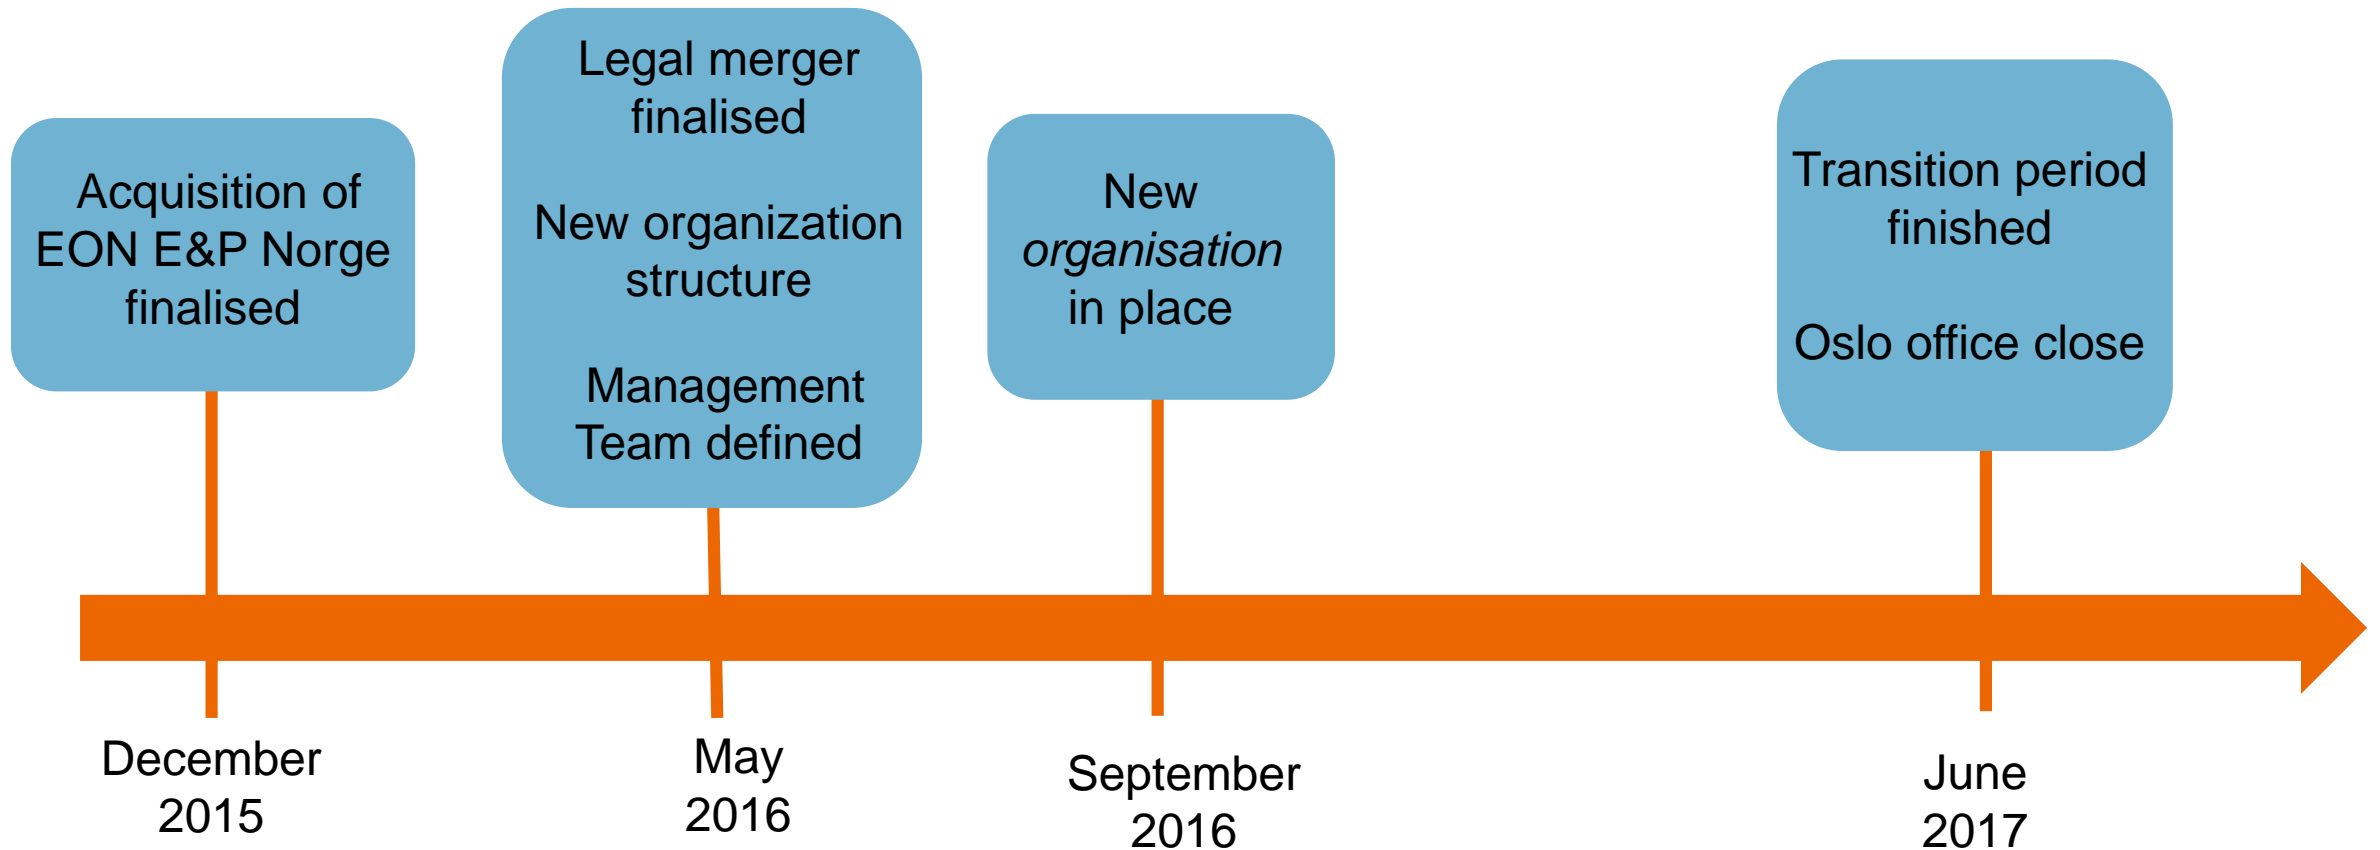 Acquisition of
EON E&P Norge
finalised
Legal merger
finalised
New organization
structure
Management
Team defined
New
organisation
in place
Transition period
finished
Oslo office close
December
2015
May
2016
September
2016
June
2017